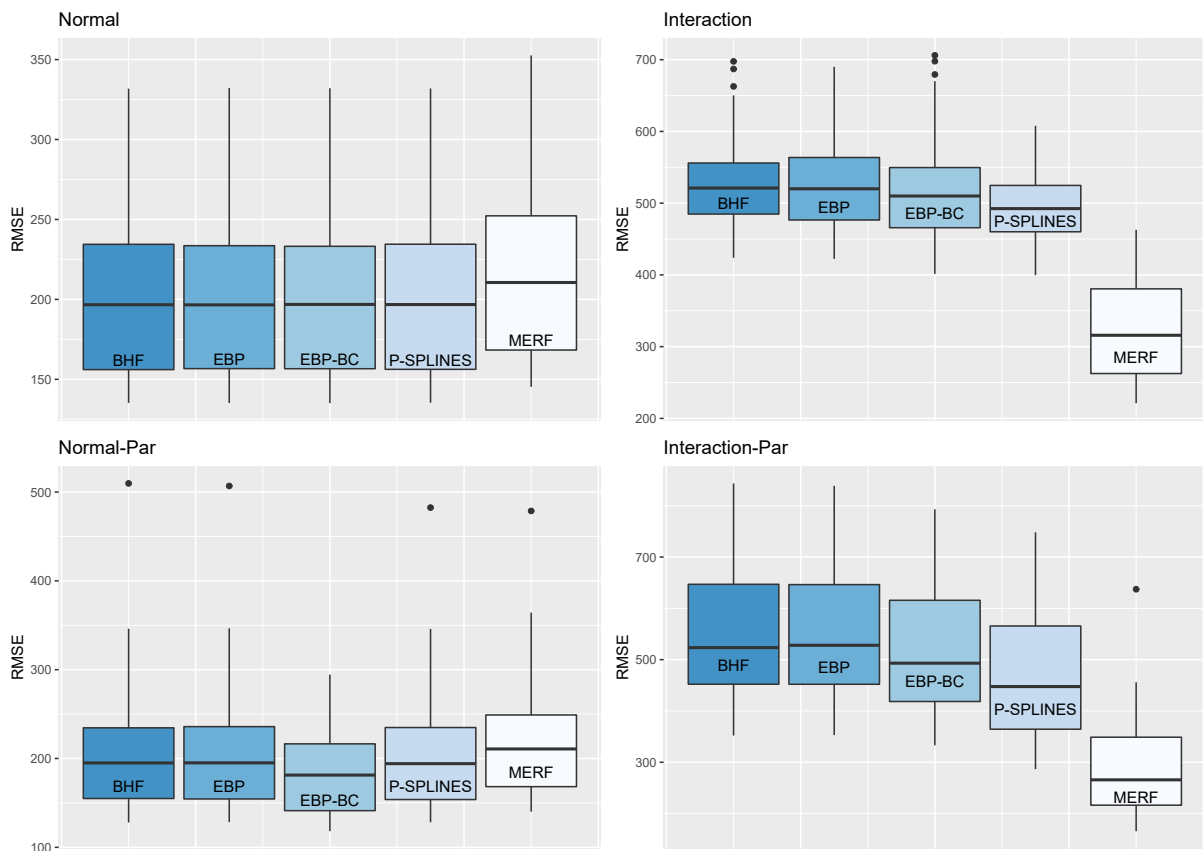 Normal
RMSE
350
300
250
200
150
BHF
EBP
EBP-BC
P-SPLINES
MERF
Interaction
RMSE
700
600
500
400
300
200
BHF
EBP
EBP-BC
P-SPLINES
MERF
Normal-Par
RMSE
500
400
300
200
100
BHF
EBP
EBP-BC
P-SPLINES
MERF
Interaction-Par
RMSE
700
500
300
BHF
EBP
EBP-BC
P-SPLINES
MERF